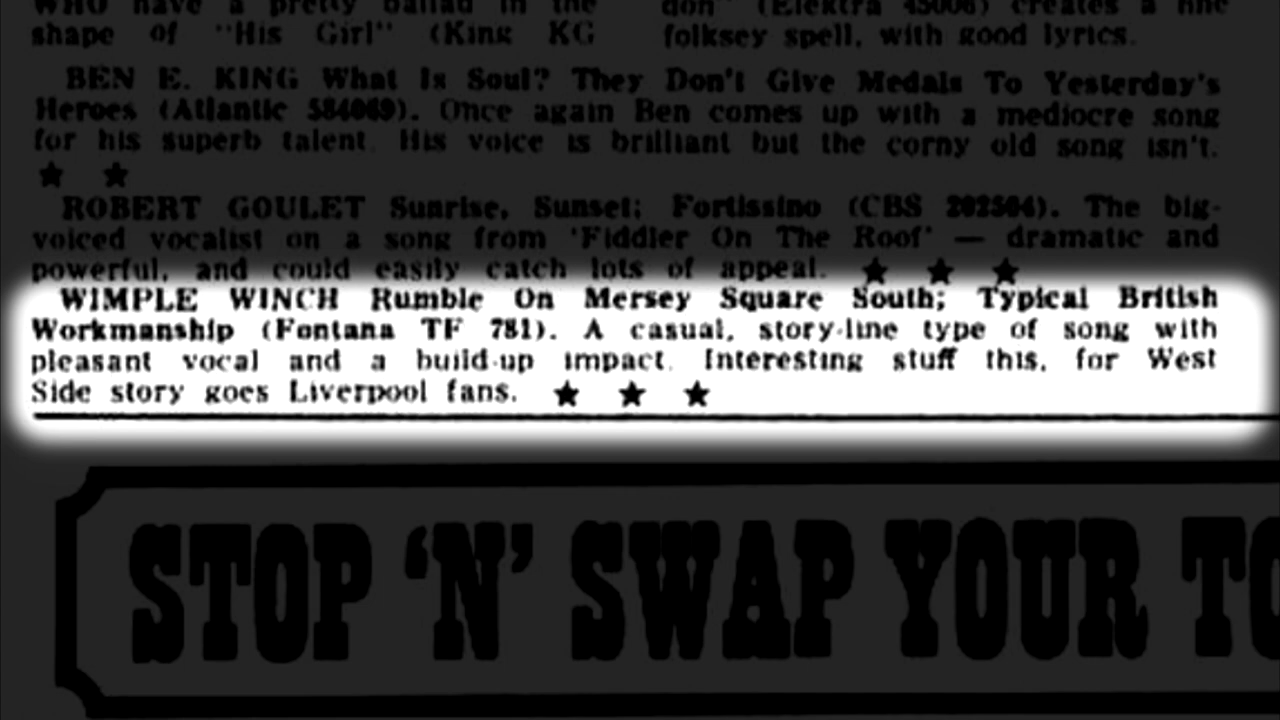 WHO have a pretty ballad in the
shape of "His Girl" (King KG
don" (Elektra 45006) creates a fine
folksey spell, with good lyrics.
BEN E. KING What Is Soul? They Don't Give Medals To Yesterday's
Heroes (Atlantic 584069). Once again Ben comes up with a mediocre song
for his superb talent. His voice is brilliant but the corny old song isn't.
★ ★
ROBERT GOULET Sunrise, Sunset; Fortissino (CBS 202504). The big-
voiced vocalist on a song from 'Fiddler On The Roof' — dramatic and
powerful, and could easily catch lots of appeal. ★ ★ ★
WIMPLE WINCH Rumble On Mersey Square South; Typical British
Workmanship (Fontana TF 781). A casual, story-line type of song with
pleasant vocal and a build-up impact. Interesting stuff this, for West
Side story goes Liverpool fans. ★ ★ ★
STOP 'N' SWAP YOUR